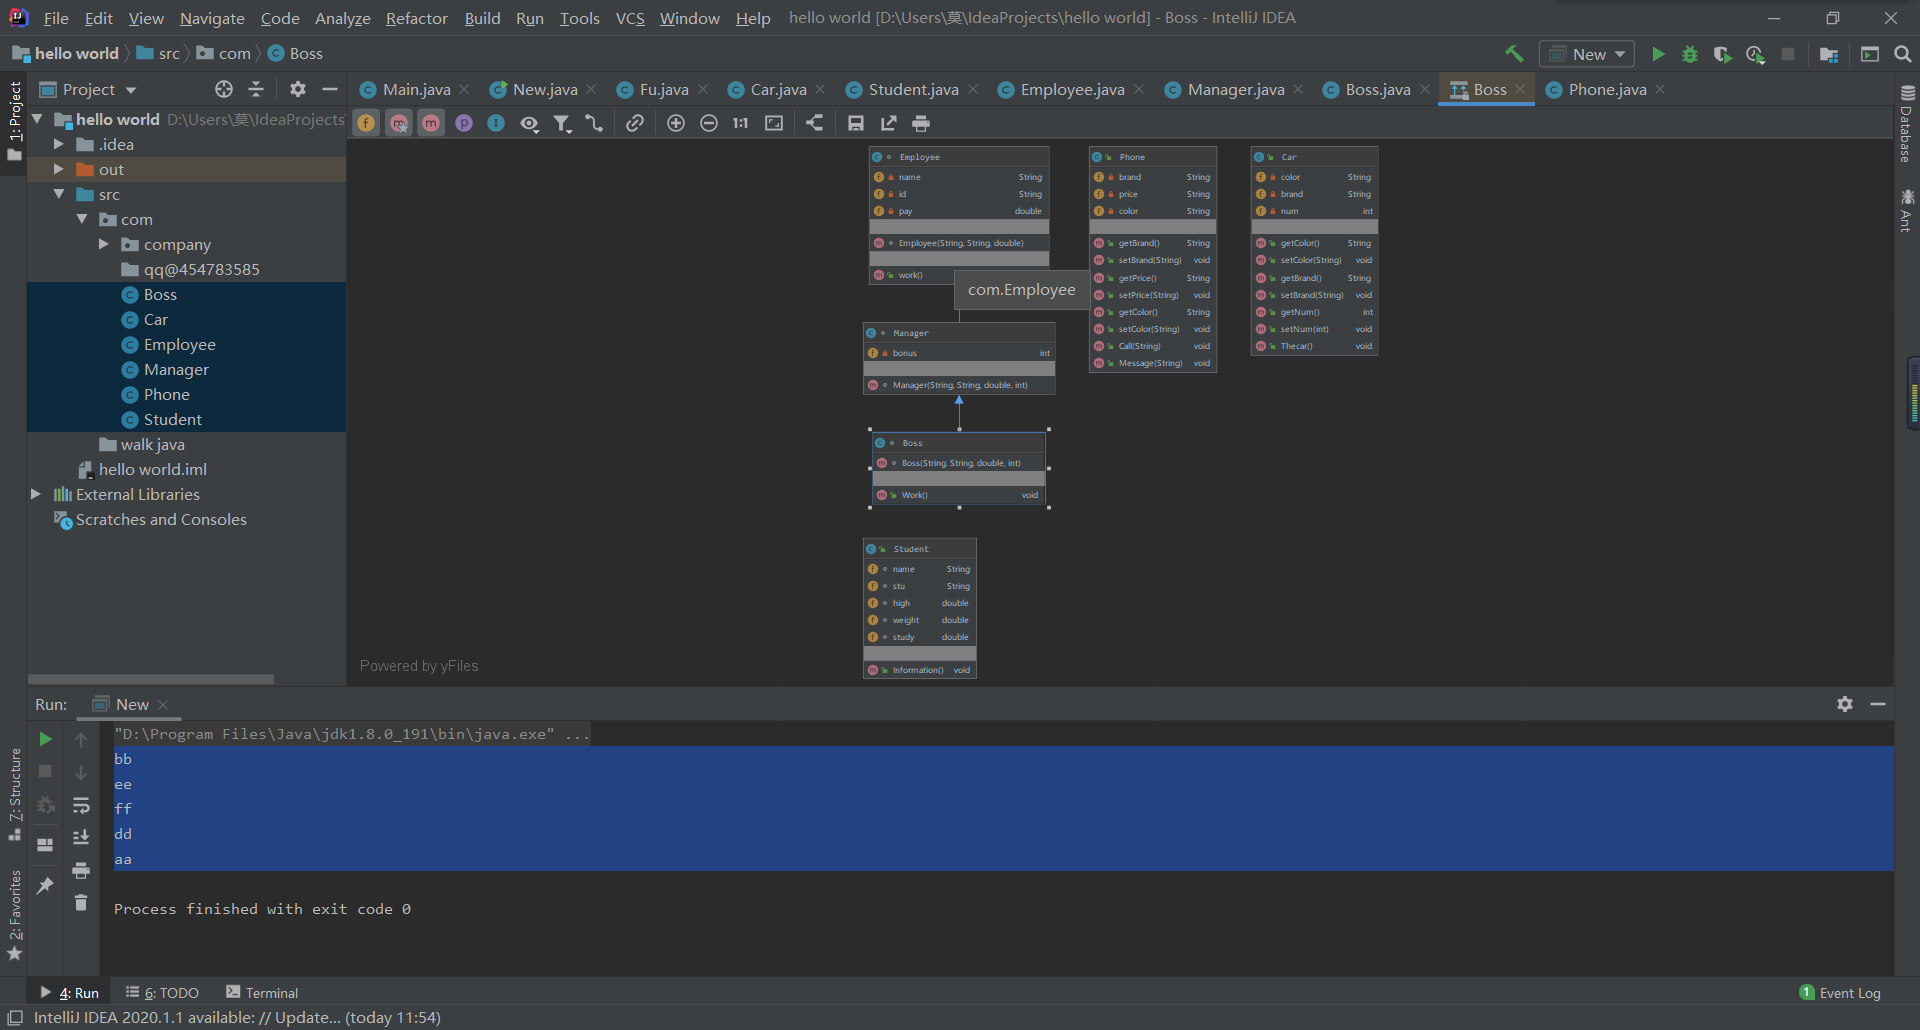 File Edit View Navigate Code Analyze Refactor Build Run Tools VCS Window Help hello world [D:\Users\莫\IdeaProjects\hello world] - Boss - IntelliJ IDEA
hello world src com Boss New
1: Project
Project
Main.java New.java Fu.java Car.java Student.java Employee.java Manager.java Boss.java Boss Phone.java
hello world D:\Users\莫\IdeaProjects\
.idea
out
src
com
company
qq@454783585
Boss
Car
Employee
Manager
Phone
Student
walk java
hello world.iml
External Libraries
Scratches and Consoles
1:1
Employee
name String
id String
pay double
Employee(String, String, double)
work()
com.Employee
Phone
brand String
price String
color String
getBrand() String
setBrand(String) void
getPrice() String
setPrice(String) void
getColor() String
setColor(String) void
Call(String) void
Message(String) void
Car
color String
brand String
num int
getColor() String
setColor(String) void
getBrand() String
setBrand(String) void
getNum() int
setNum(int) void
Thecar() void
Manager
bonus int
Manager(String, String, double, int)
Boss
Boss(String, String, double, int)
Work() void
Student
name String
stu String
high double
weight double
study double
Information() void
Powered by yFiles
Database
Ant
Run: New
"D:\Program Files\Java\jdk1.8.0_191\bin\java.exe" ...
bb
ee
ff
dd
aa
Process finished with exit code 0
7: Structure
2: Favorites
4: Run 6: TODO Terminal 1 Event Log
IntelliJ IDEA 2020.1.1 available: // Update... (today 11:54)